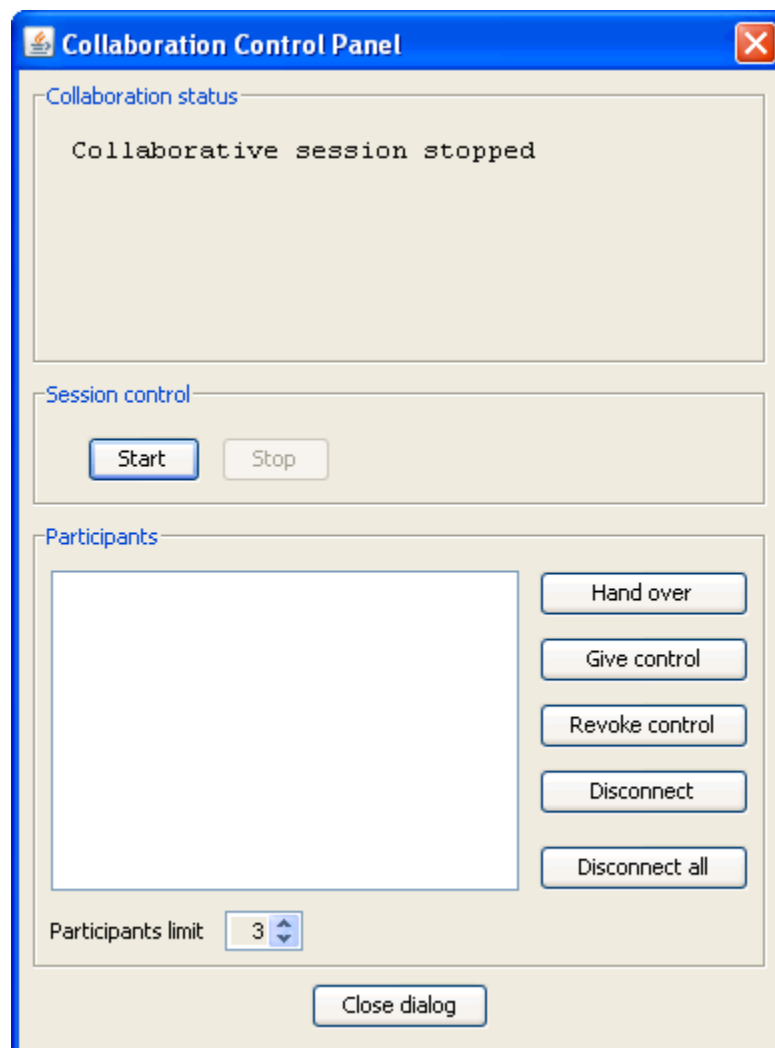 Collaboration Control Panel
Collaboration status
Collaborative session stopped
Session control
Start Stop
Participants
Hand over
Give control
Revoke control
Disconnect
Disconnect all
Participants limit 3
Close dialog